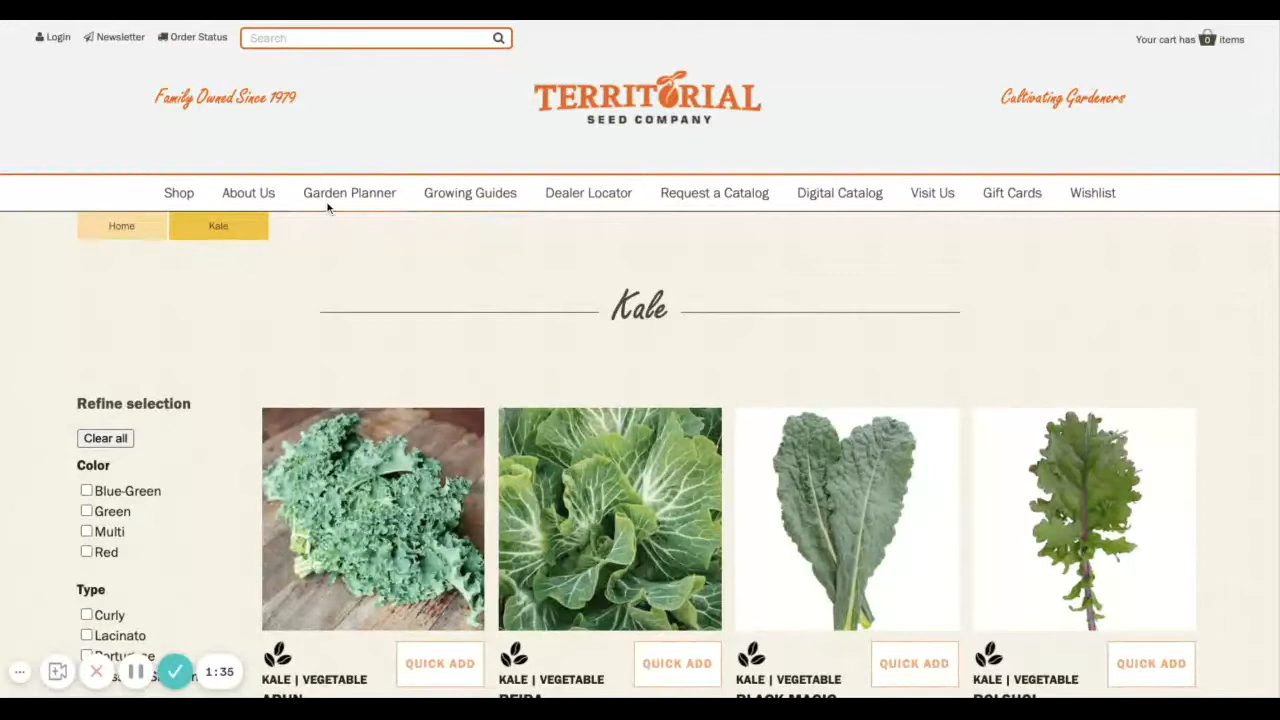 Login Newsletter Order Status Search Your cart has 0 items
Family Owned Since 1979
TERRITORIAL
SEED COMPANY
Cultivating Gardeners
Shop About Us Garden Planner Growing Guides Dealer Locator Request a Catalog Digital Catalog Visit Us Gift Cards Wishlist
Home Kale
Kale
Refine selection
Clear all
Color
Blue-Green
Green
Multi
Red
Type
Curly
Lacinato
QUICK ADD QUICK ADD QUICK ADD QUICK ADD
1:35
KALE | VEGETABLE KALE | VEGETABLE KALE | VEGETABLE KALE | VEGETABLE